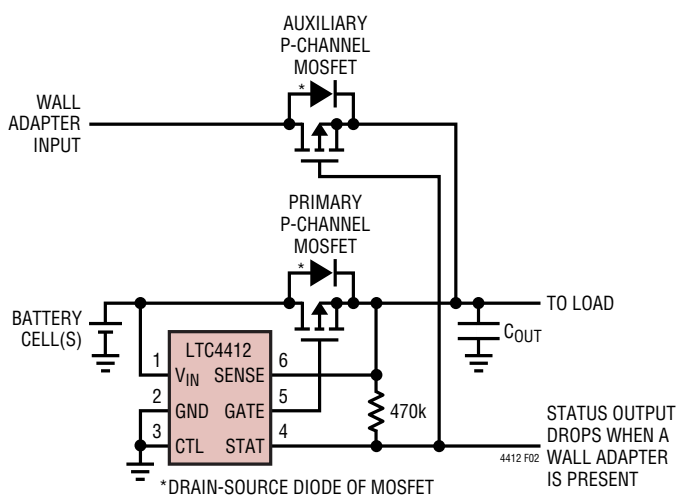 AUXILIARY
P-CHANNEL
MOSFET
*
WALL
ADAPTER
INPUT
PRIMARY
P-CHANNEL
MOSFET
*
TO LOAD
BATTERY
CELL(S)
COUT
LTC4412
1 VIN SENSE 6
2 GND GATE 5
3 CTL STAT 4
470k
STATUS OUTPUT
DROPS WHEN A
WALL ADAPTER
IS PRESENT
4412 F02
*DRAIN-SOURCE DIODE OF MOSFET